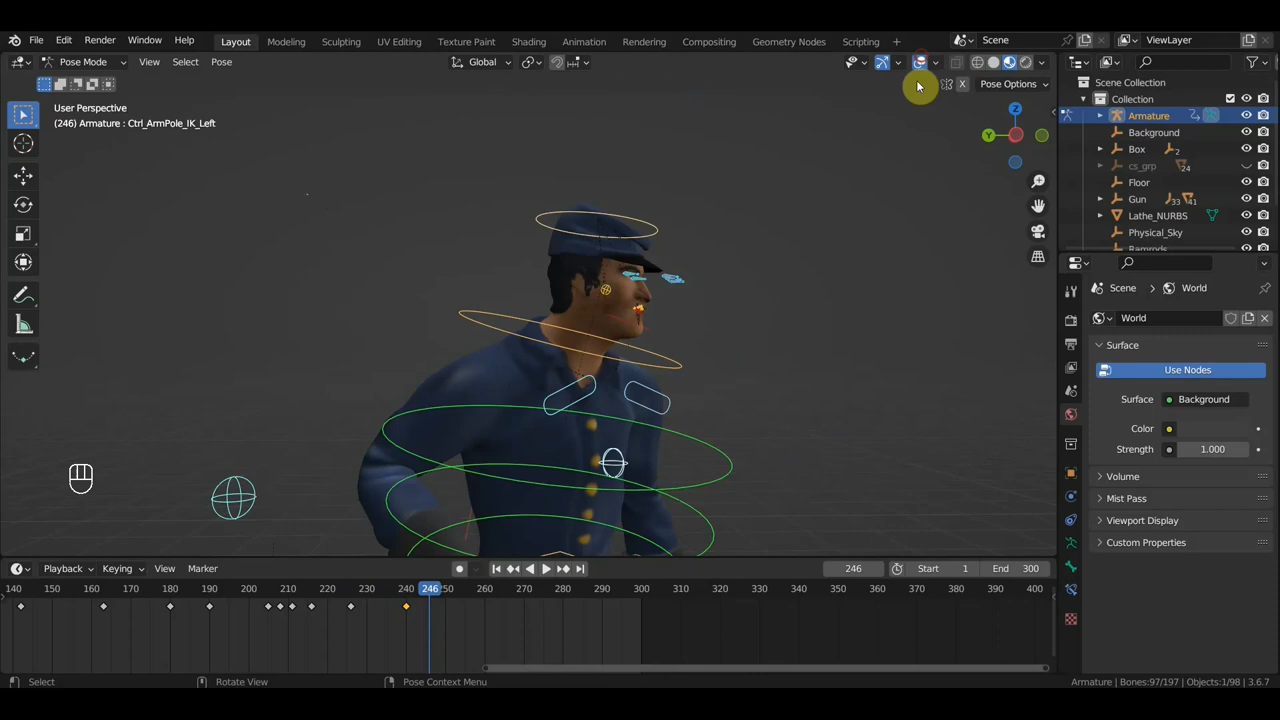 File Edit Render Window Help Layout Modeling Sculpting UV Editing Texture Paint Shading Animation Rendering Compositing Geometry Nodes Scripting + Scene ViewLayer
Pose Mode View Select Pose Global
X Pose Options
User Perspective
(246) Armature : Ctrl_ArmPole_IK_Left
Z
Y
Scene Collection
Collection
Armature
Background
Box 2
cs_grp 24
Floor
Gun 33 41
Lathe_NURBS
Physical_Sky
Ramrods
Scene > World
World
Surface
Use Nodes
Surface Background
Color
Strength 1.000
Volume
Mist Pass
Viewport Display
Custom Properties
Playback Keying View Marker 246 Start 1 End 300
140 150 160 170 180 190 200 210 220 230 240 246 250 260 270 280 290 300 310 320 330 340 350 360 370 380 390 400
Select Rotate View Pose Context Menu Armature | Bones:97/197 | Objects:1/98 | 3.6.7